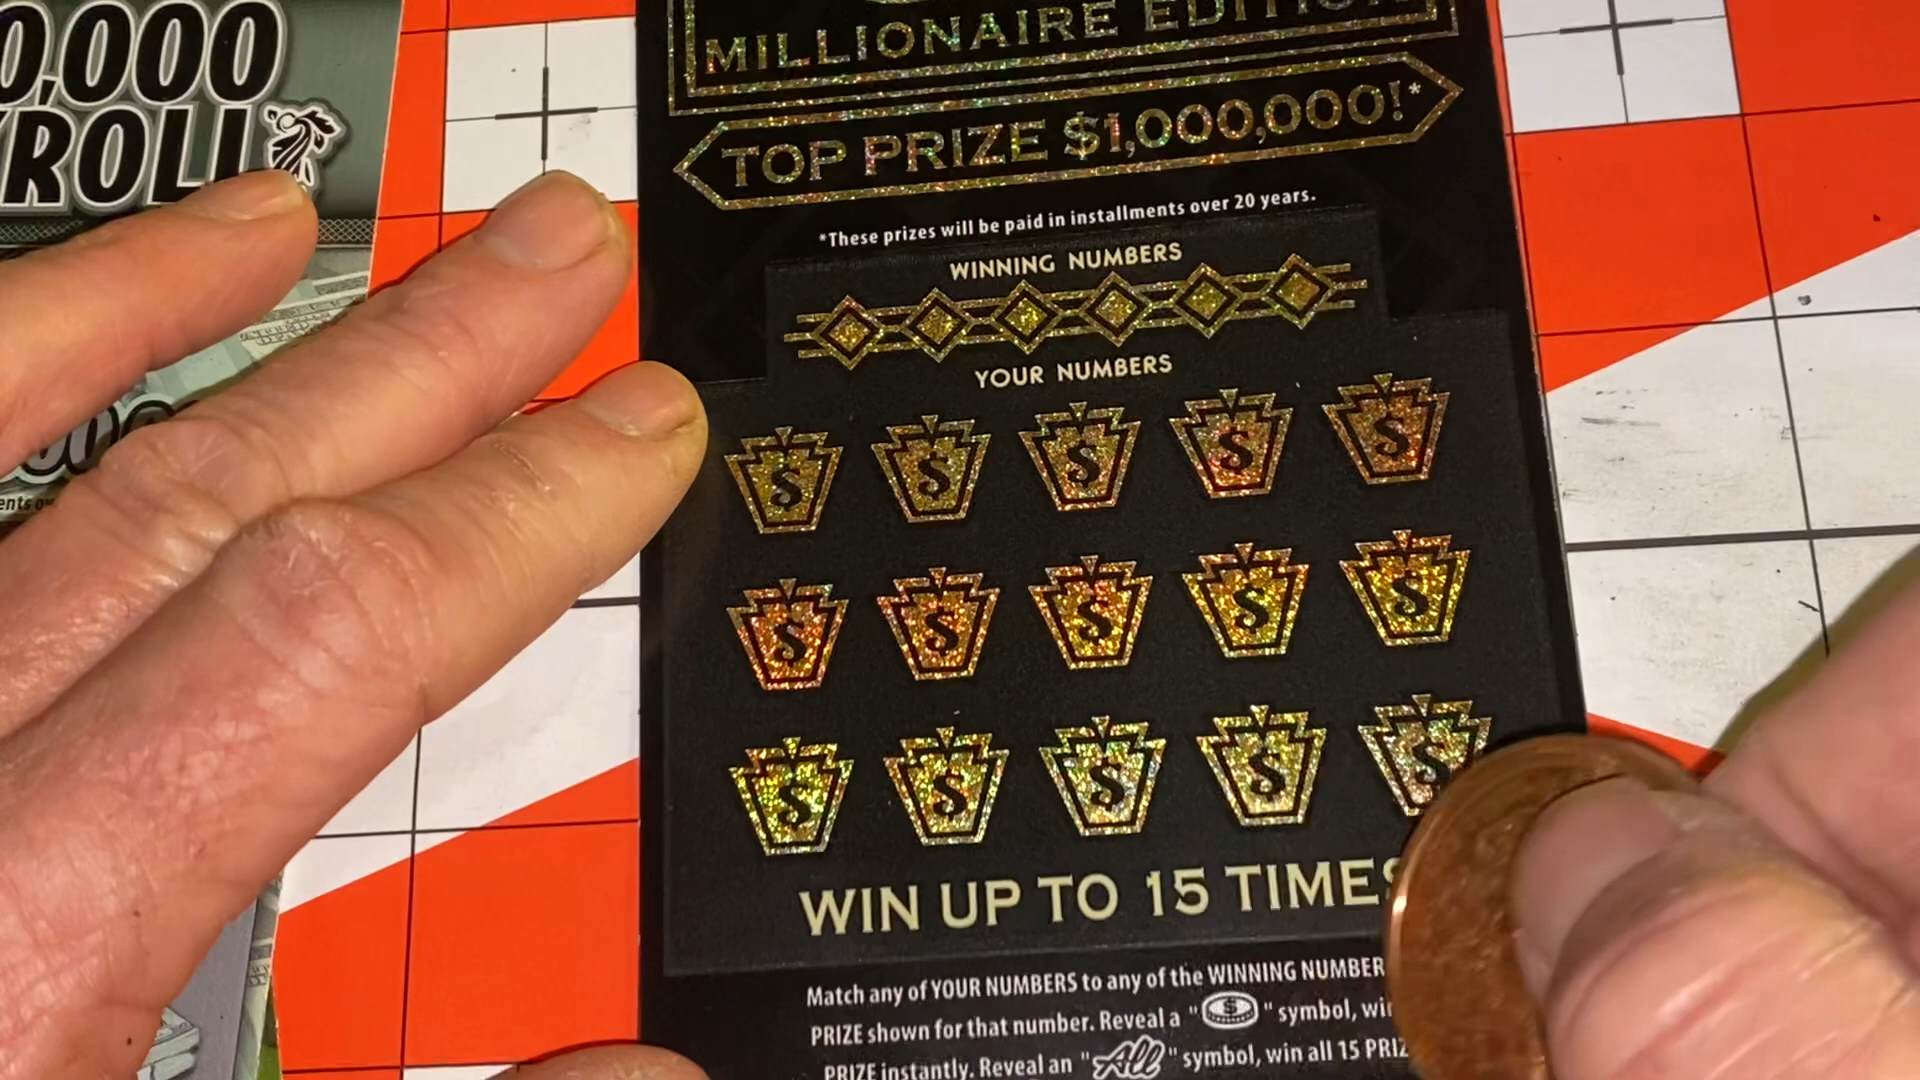 0,000
ROLL
MILLIONAIRE EDITION
TOP PRIZE $1,000,000!*
*These prizes will be paid in installments over 20 years.
WINNING NUMBERS
YOUR NUMBERS
$ $ $ $ $
$ $ $ $ $
$ $ $ $ $
WIN UP TO 15 TIMES
Match any of YOUR NUMBERS to any of the WINNING NUMBER
PRIZE shown for that number. Reveal a " $ " symbol, wi
PRIZE instantly. Reveal an "All" symbol, win all 15 PRIZ